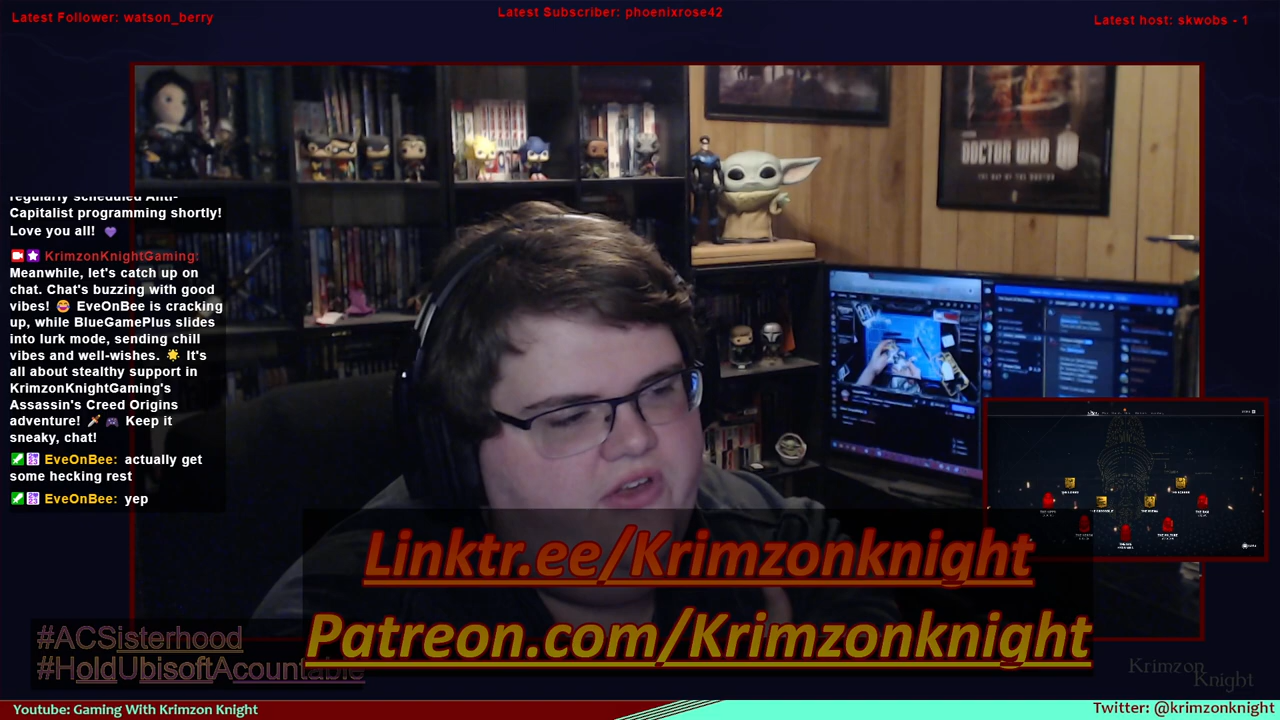 Latest Follower: watson_berry
Latest Subscriber: phoenixrose42
Latest host: skwobs - 1
DOCTOR WHO
THE DAY OF THE DOCTOR
regularly scheduled Anti-
Capitalist programming shortly!
Love you all!
KrimzonKnightGaming:
Meanwhile, let's catch up on
chat. Chat's buzzing with good
vibes! 😄 EveOnBee is cracking
up, while BlueGamePlus slides
into lurk mode, sending chill
vibes and well-wishes. 🌟 It's
all about stealthy support in
KrimzonKnightGaming's
Assassin's Creed Origins
adventure! 🗡️ 🎮 Keep it
sneaky, chat!
EveOnBee: actually get
some hecking rest
EveOnBee: yep
Linktr.ee/Krimzonknight
Patreon.com/Krimzonknight
#ACSisterhood
#HoldUbisoftAcountable
Krimzon
Knight
Youtube: Gaming With Krimzon Knight
Twitter: @krimzonknight